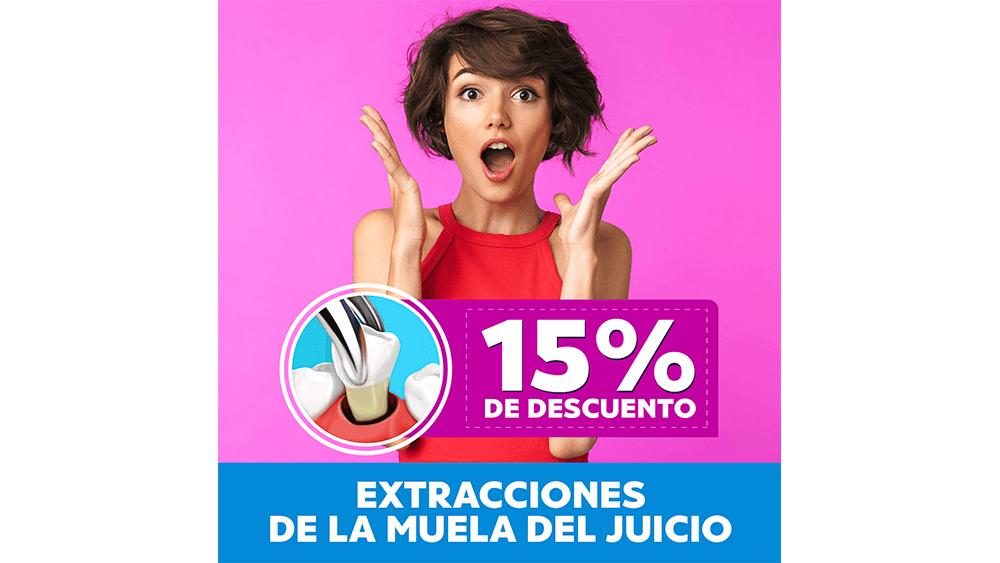 15%
DE DESCUENTO
EXTRACCIONES
DE LA MUELA DEL JUICIO